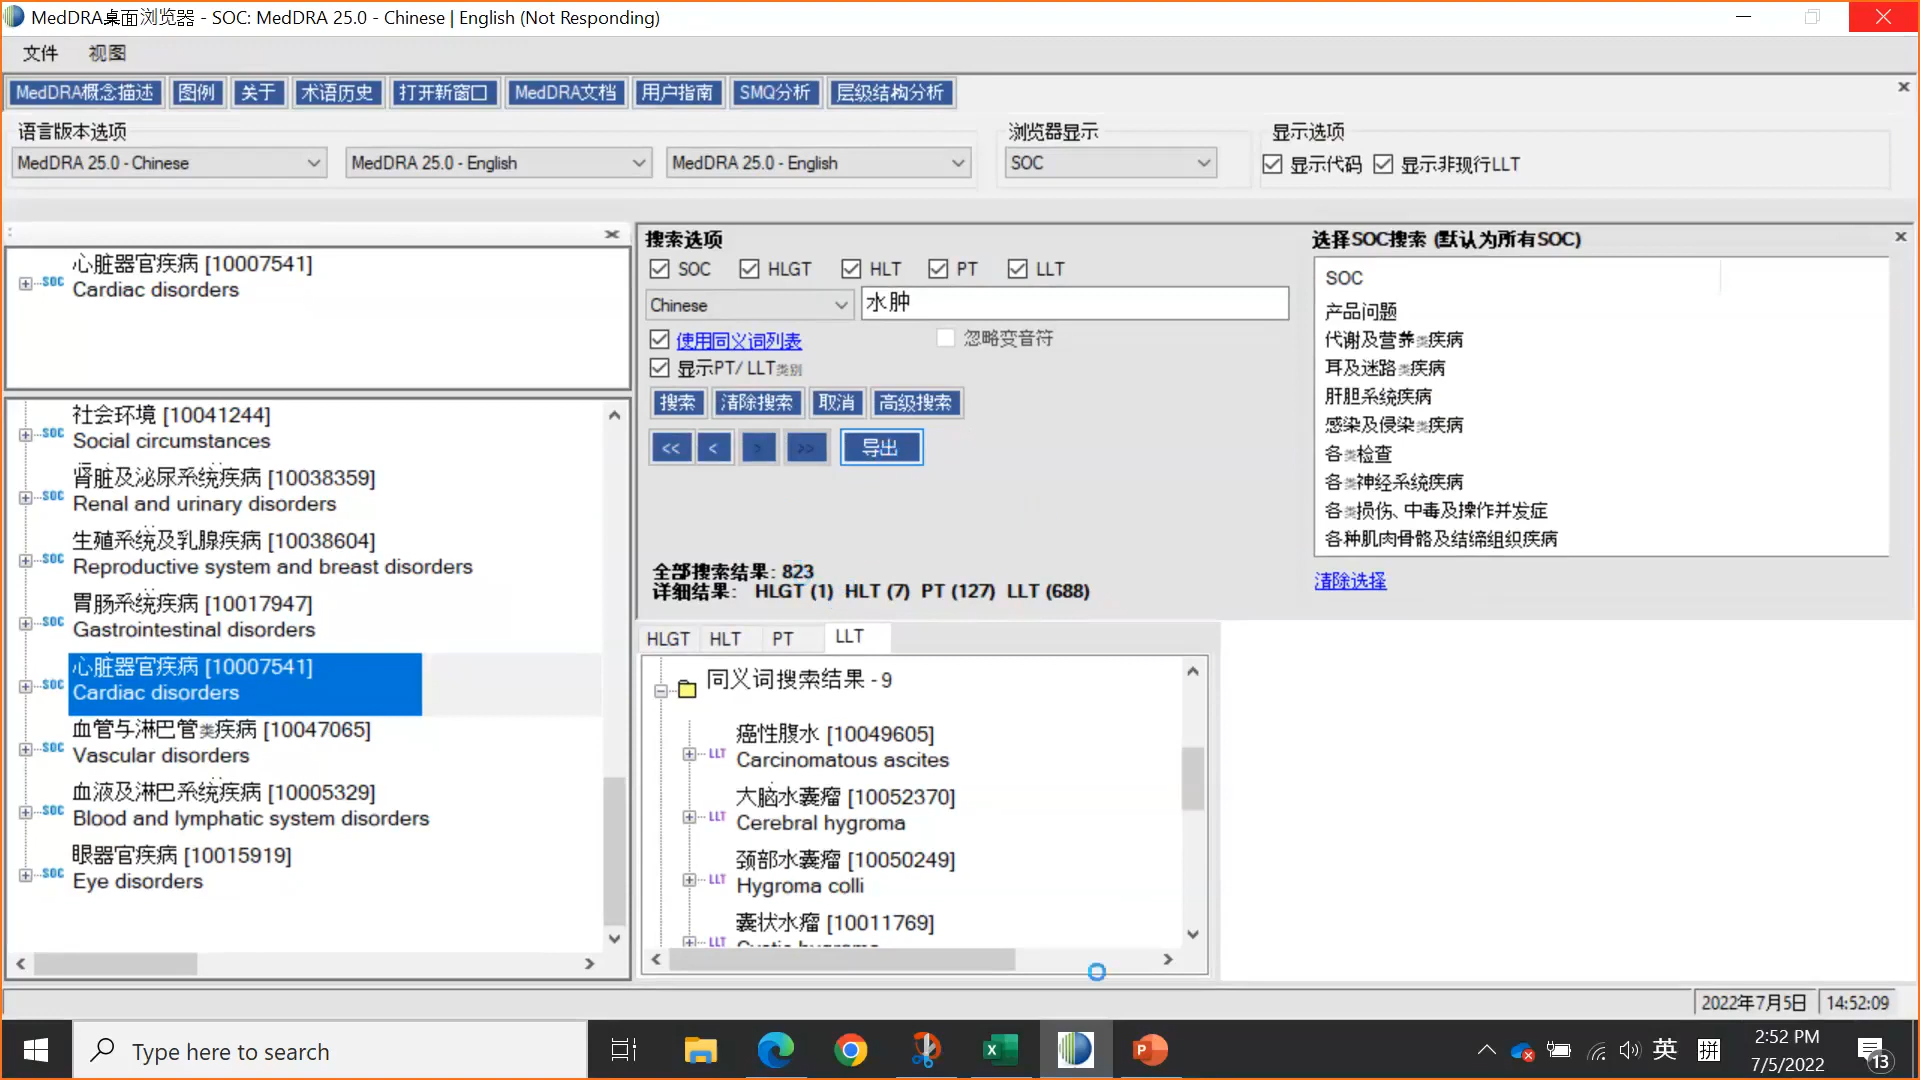 MedDRA桌面浏览器 - SOC: MedDRA 25.0 - Chinese | English (Not Responding)
文件 视图
MedDRA概念描述 图例 关于 术语历史 打开新窗口 MedDRA文档 用户指南 SMQ分析 层级结构分析
语言版本选项 浏览器显示 显示选项
MedDRA 25.0 - Chinese MedDRA 25.0 - English MedDRA 25.0 - English SOC 显示代码 显示非现行LLT
SOC 心脏器官疾病 [10007541]
Cardiac disorders
SOC 社会环境 [10041244]
Social circumstances
SOC 肾脏及泌尿系统疾病 [10038359]
Renal and urinary disorders
SOC 生殖系统及乳腺疾病 [10038604]
Reproductive system and breast disorders
SOC 胃肠系统疾病 [10017947]
Gastrointestinal disorders
SOC 心脏器官疾病 [10007541]
Cardiac disorders
SOC 血管与淋巴管类疾病 [10047065]
Vascular disorders
SOC 血液及淋巴系统疾病 [10005329]
Blood and lymphatic system disorders
SOC 眼器官疾病 [10015919]
Eye disorders
搜索选项
SOC HLGT HLT PT LLT
Chinese 水肿
使用同义词列表 忽略变音符
显示PT/ LLT类别
搜索 清除搜索 取消 高级搜索
<< < > >> 导出
全部搜索结果: 823
详细结果: HLGT (1) HLT (7) PT (127) LLT (688)
HLGT HLT PT LLT
同义词搜索结果 - 9
LLT 癌性腹水 [10049605]
Carcinomatous ascites
LLT 大脑水囊瘤 [10052370]
Cerebral hygroma
LLT 颈部水囊瘤 [10050249]
Hygroma colli
LLT 囊状水瘤 [10011769]
Cystic hygroma
选择SOC搜索 (默认为所有SOC)
SOC
产品问题
代谢及营养类疾病
耳及迷路类疾病
肝胆系统疾病
感染及侵染类疾病
各类检查
各类神经系统疾病
各类损伤、中毒及操作并发症
各种肌肉骨骼及结缔组织疾病
清除选择
2022年7月5日 14:52:09
Type here to search
英 拼
2:52 PM
7/5/2022
13